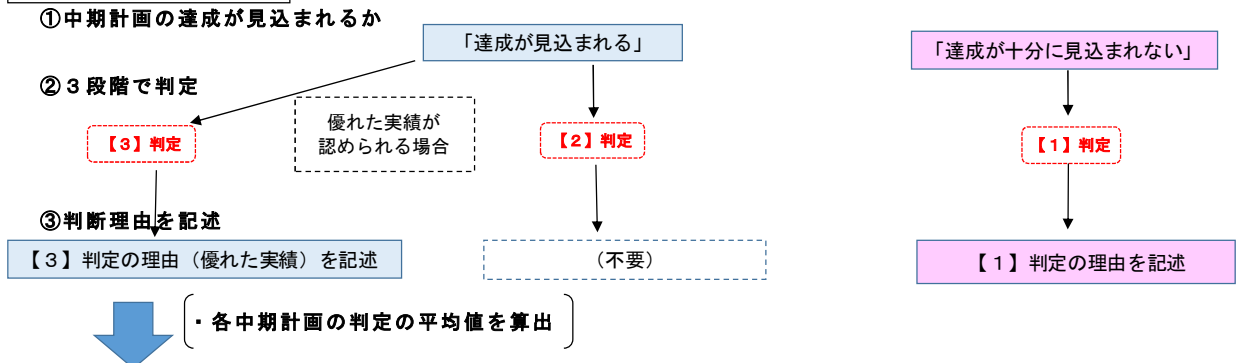 ①中期計画の達成が見込まれるか
「達成が見込まれる」
「達成が十分に見込まれない」
②３段階で判定
優れた実績が
認められる場合
【３】判定
【２】判定
【１】判定
③判断理由を記述
【３】判定の理由（優れた実績）を記述
（不要）
【１】判定の理由を記述
・各中期計画の判定の平均値を算出